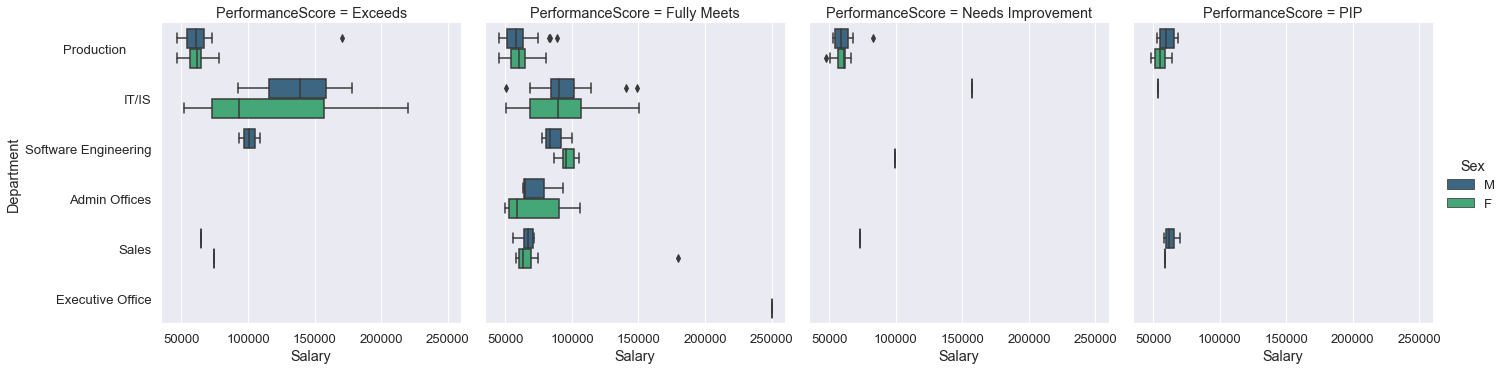 PerformanceScore = Exceeds
PerformanceScore = Fully Meets
PerformanceScore = Needs Improvement
PerformanceScore = PIP
Department
Production
IT/IS
Software Engineering
Admin Offices
Sales
Executive Office
50000 100000 150000 200000 250000
Salary
50000 100000 150000 200000 250000
Salary
50000 100000 150000 200000 250000
Salary
50000 100000 150000 200000 250000
Salary
Sex
M
F